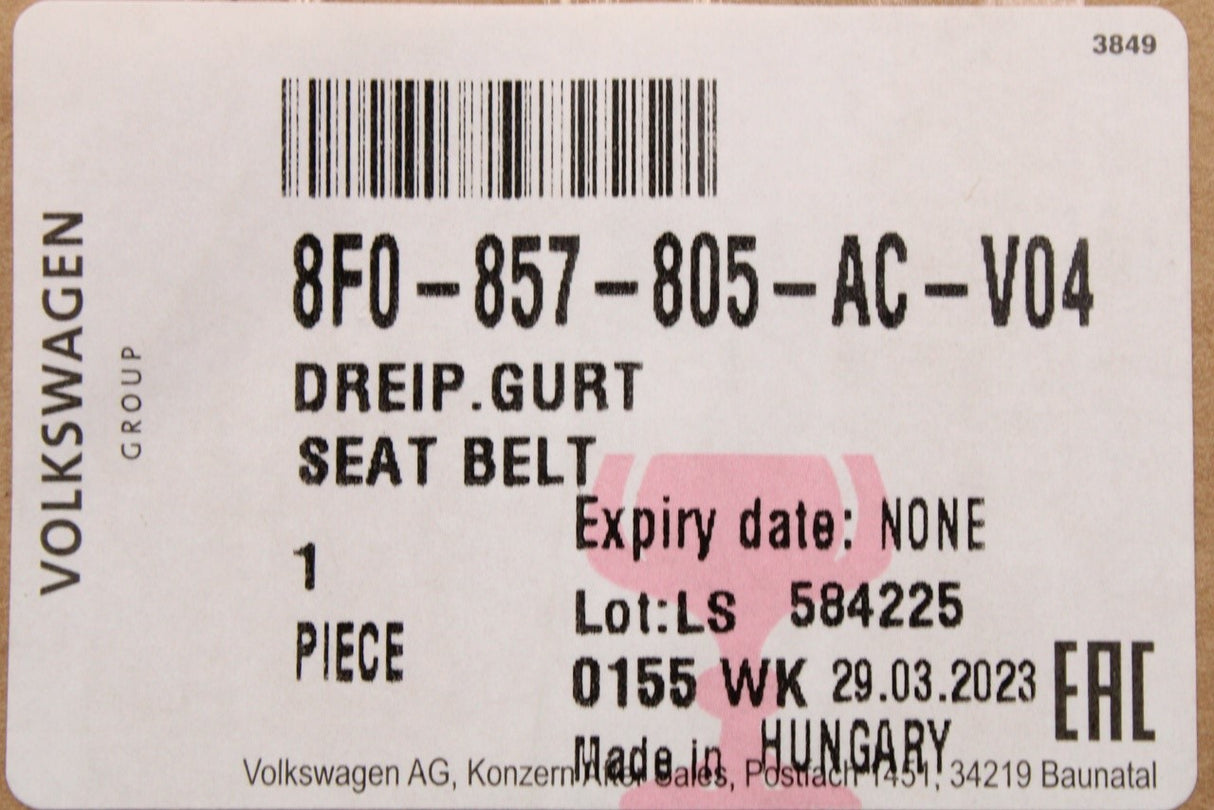 3849
VOLKSWAGEN
GROUP
8F0-857-805-AC-V04
DREIP.GURT
SEAT BELT
Expiry date: NONE
1
Lot:LS 584225
PIECE
0155 WK 29.03.2023 EAC
Made in HUNGARY
Volkswagen AG, Konzern After Sales, Postfach 1451, 34219 Baunatal